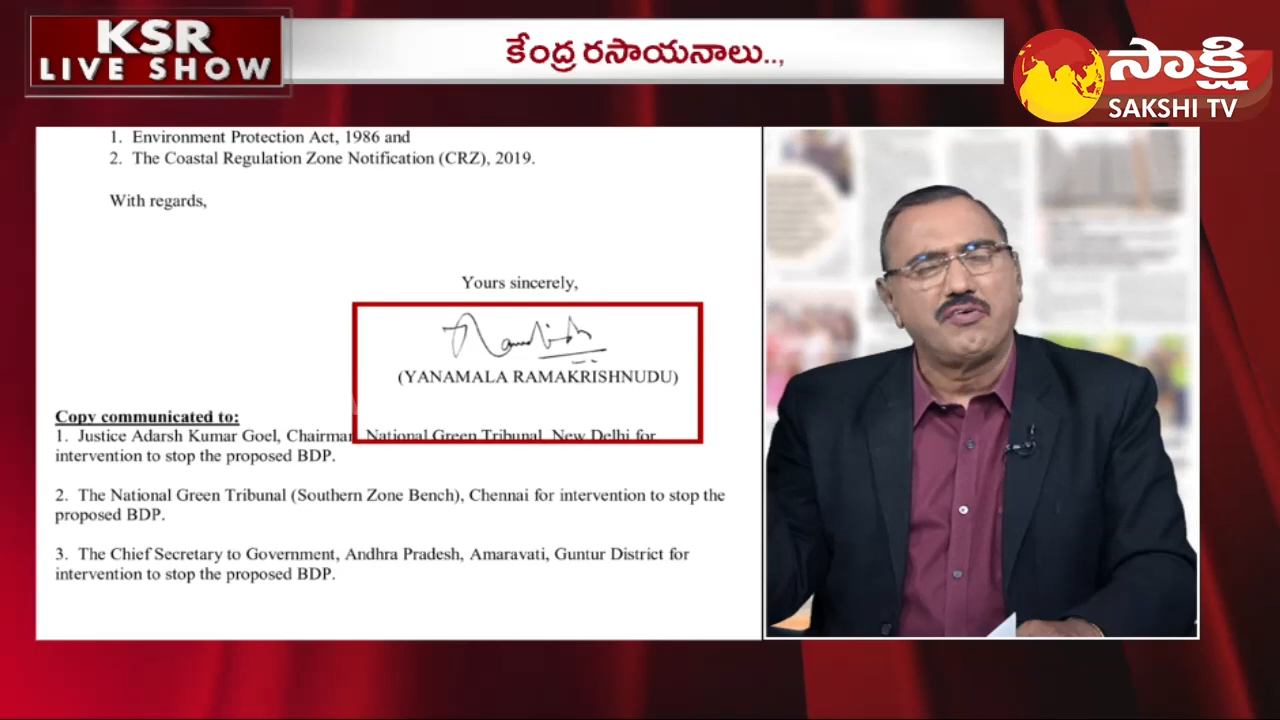 KSR
LIVE SHOW
కేంద్ర రసాయనాలు..,
సాక్షి
SAKSHI TV
1. Environment Protection Act, 1986 and
2. The Coastal Regulation Zone Notification (CRZ), 2019.
With regards,
Yours sincerely,
(YANAMALA RAMAKRISHNUDU)
Copy communicated to:
1. Justice Adarsh Kumar Goel, Chairman, National Green Tribunal, New Delhi for
intervention to stop the proposed BDP.
2. The National Green Tribunal (Southern Zone Bench), Chennai for intervention to stop the
proposed BDP.
3. The Chief Secretary to Government, Andhra Pradesh, Amaravati, Guntur District for
intervention to stop the proposed BDP.